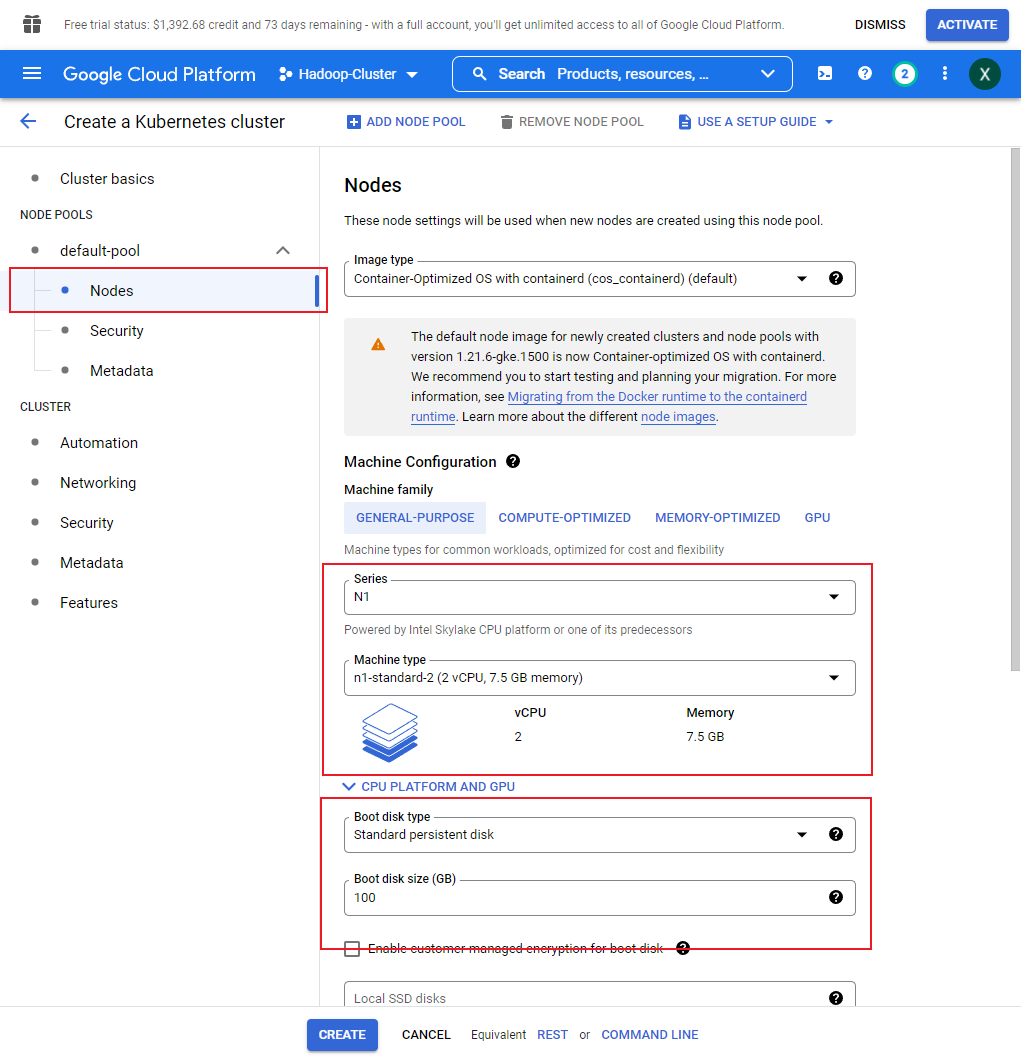 Free trial status: $1,392.68 credit and 73 days remaining - with a full account, you'll get unlimited access to all of Google Cloud Platform.
DISMISS
ACTIVATE
Google Cloud Platform
Hadoop-Cluster
Search Products, resources, ...
2
X
Create a Kubernetes cluster
ADD NODE POOL
REMOVE NODE POOL
USE A SETUP GUIDE
Cluster basics
NODE POOLS
default-pool
Nodes
Security
Metadata
CLUSTER
Automation
Networking
Security
Metadata
Features
Nodes
These node settings will be used when new nodes are created using this node pool.
Image type
Container-Optimized OS with containerd (cos_containerd) (default)
The default node image for newly created clusters and node pools with
version 1.21.6-gke.1500 is now Container-optimized OS with containerd.
We recommend you to start testing and planning your migration. For more
information, see Migrating from the Docker runtime to the containerd
runtime. Learn more about the different node images.
Machine Configuration
Machine family
GENERAL-PURPOSE
COMPUTE-OPTIMIZED
MEMORY-OPTIMIZED
GPU
Machine types for common workloads, optimized for cost and flexibility
Series
N1
Powered by Intel Skylake CPU platform or one of its predecessors
Machine type
n1-standard-2 (2 vCPU, 7.5 GB memory)
vCPU
Memory
2
7.5 GB
CPU PLATFORM AND GPU
Boot disk type
Standard persistent disk
Boot disk size (GB)
100
Enable customer-managed encryption for boot disk
Local SSD disks
CREATE
CANCEL
Equivalent REST or COMMAND LINE